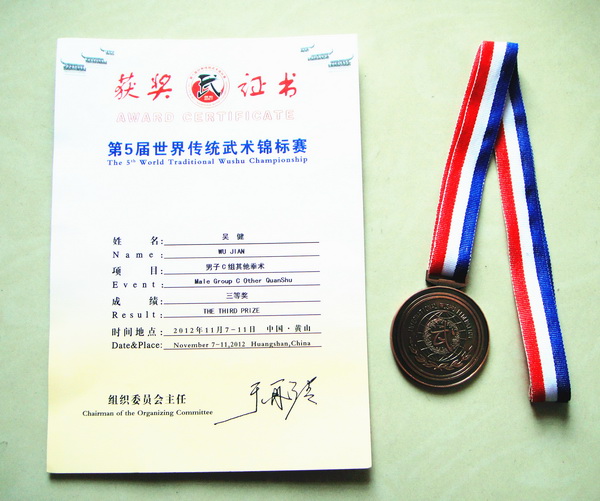 获奖 武 证书
AWARD CERTIFICATE
第5届世界传统武术锦标赛
The 5th World Traditional Wushu Championship
姓名: 吴 健
Name: WU JIAN
项目: 男子C组其他拳术
Event: Male Group C Other QuanShu
成绩: 三等奖
Result: THE THIRD PRIZE
时间地点: 2012年11月7-11日 中国·黄山
Date&Place: November 7-11,2012 Huangshan,China
组织委员会主任
Chairman of the Organizing Committee